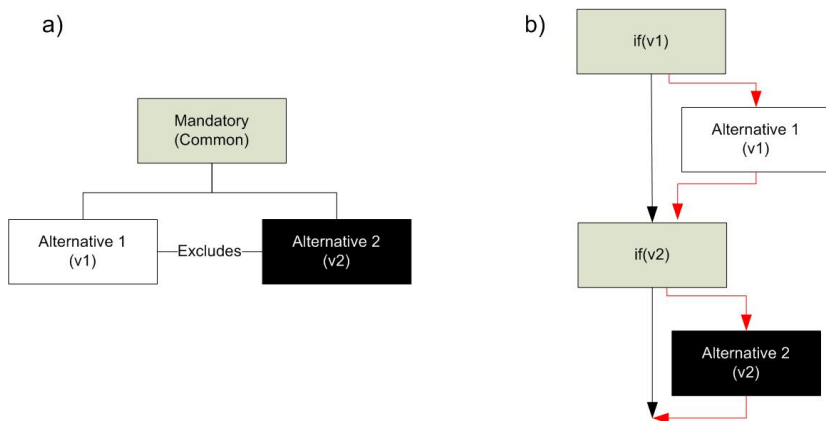 a)
Mandatory
(Common)
Alternative 1
(v1)
Excludes
Alternative 2
(v2)
b)
if(v1)
Alternative 1
(v1)
if(v2)
Alternative 2
(v2)